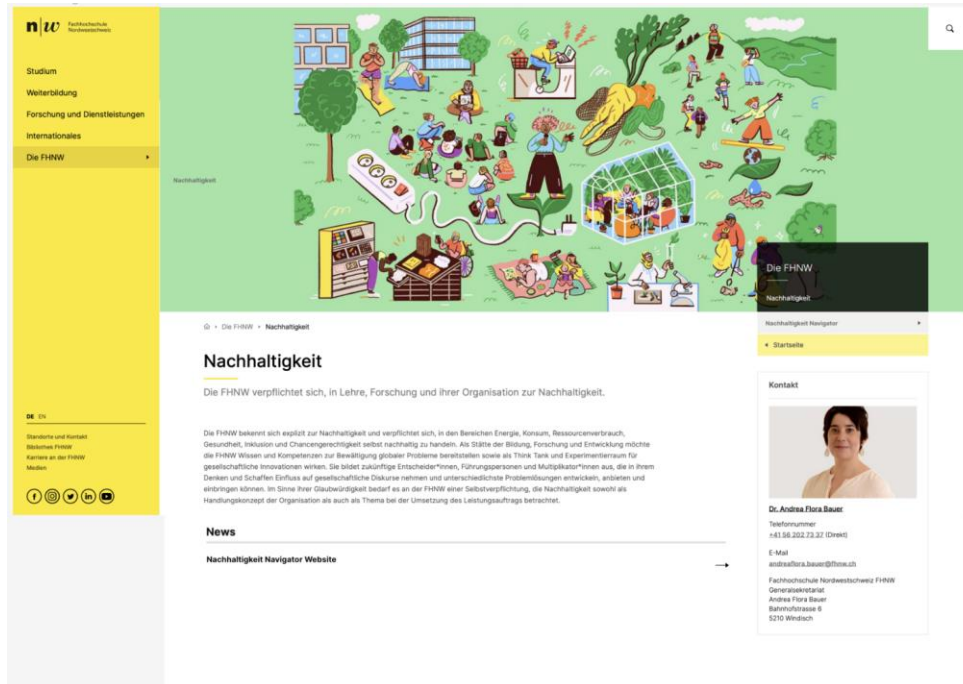 n|w Fachhochschule
Nordwestschweiz
Studium
Weiterbildung
Forschung und Dienstleistungen
Internationales
Die FHNW
DE EN
Standorte und Kontakt
Bibliothek FHNW
Karriere an der FHNW
Medien
Nachhaltigkeit
Die FHNW
Nachhaltigkeit
Nachhaltigkeit Navigator
Startseite
Die FHNW › Nachhaltigkeit
Nachhaltigkeit
Die FHNW verpflichtet sich, in Lehre, Forschung und ihrer Organisation zur Nachhaltigkeit.
Die FHNW bekennt sich explizit zur Nachhaltigkeit und verpflichtet sich, in den Bereichen Energie, Konsum, Ressourcenverbrauch,
Gesundheit, Inklusion und Chancengerechtigkeit selbst nachhaltig zu handeln. Als Stätte der Bildung, Forschung und Entwicklung möchte
die FHNW Wissen und Kompetenzen zur Bewältigung globaler Probleme bereitstellen sowie als Think Tank und Experimentierraum für
gesellschaftliche Innovationen wirken. Sie bildet zukünftige Entscheider*innen, Führungspersonen und Multiplikator*innen aus, die in ihrem
Denken und Schaffen Einfluss auf gesellschaftliche Diskurse nehmen und unterschiedlichste Problemlösungen entwickeln, anbieten und
einbringen können. Im Sinne ihrer Glaubwürdigkeit bedarf es an der FHNW einer Selbstverpflichtung, die Nachhaltigkeit sowohl als
Handlungskonzept der Organisation als auch als Thema bei der Umsetzung des Leistungsauftrags betrachtet.
News
Nachhaltigkeit Navigator Website
Kontakt
Dr. Andrea Flora Bauer
Telefonnummer
+41 56 202 73 37 (Direkt)
E-Mail
andreaflora.bauer@fhnw.ch
Fachhochschule Nordwestschweiz FHNW
Generalsekretariat
Andrea Flora Bauer
Bahnhofstrasse 6
5210 Windisch